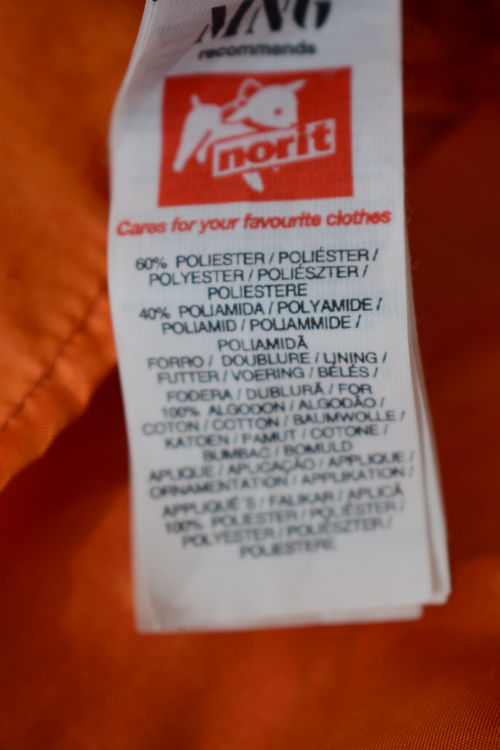 MNG
recommends
norit
Cares for your favourite clothes
60% POLIESTER / POLIÉSTER /
POLYESTER / POLIÉSZTER /
POLIESTERE
40% POLIAMIDA / POLYAMIDE /
POLIAMID / POLIAMMIDE /
POLIAMIDĂ
FORRO / DOUBLURE / LINING /
FUTTER / VOERING / BÉLÉS /
FODERA / DUBLURĂ / FOR
100% ALGODON / ALGODÃO /
COTON / COTTON / BAUMWOLLE /
KATOEN / PAMUT / COTONE /
BUMBAC / BOMULD
APLIQUE / APLICAÇÃO / APPLIQUE /
ORNAMENTATION / APPLIKATION /
APPLIQUÉ'S / FALIKAR / APLICĂ
100% POLIESTER / POLIÉSTER /
POLYESTER / POLIÉSZTER /
POLIESTERE